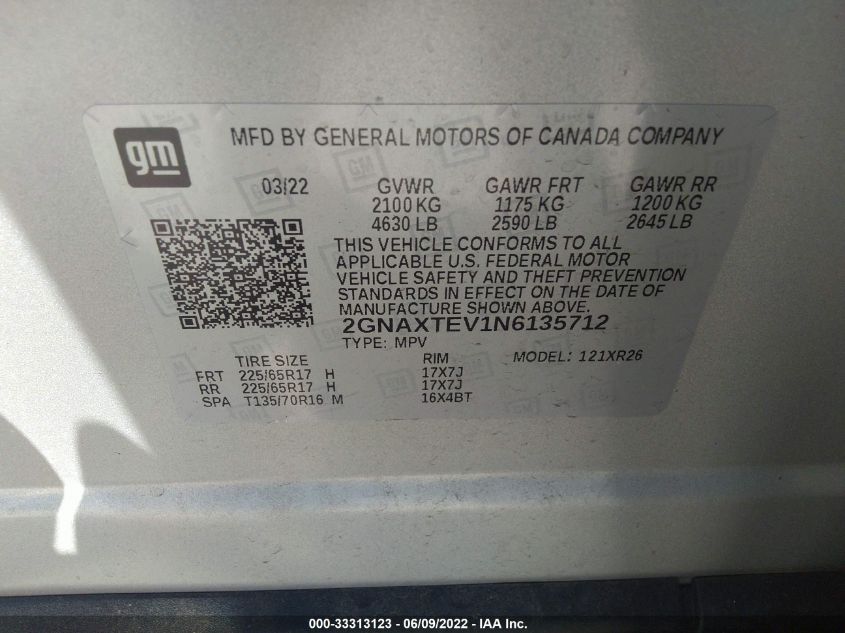 gm
MFD BY GENERAL MOTORS OF CANADA COMPANY
03/22 GVWR GAWR FRT GAWR RR
2100 KG 1175 KG 1200 KG
4630 LB 2590 LB 2645 LB
THIS VEHICLE CONFORMS TO ALL
APPLICABLE U.S. FEDERAL MOTOR
VEHICLE SAFETY AND THEFT PREVENTION
STANDARDS IN EFFECT ON THE DATE OF
MANUFACTURE SHOWN ABOVE.
2GNAXTEV1N6135712
TYPE: MPV
TIRE SIZE RIM MODEL: 121XR26
FRT 225/65R17 H 17X7J
RR 225/65R17 H 17X7J
SPA T135/70R16 M 16X4BT
000-33313123 - 06/09/2022 - IAA Inc.